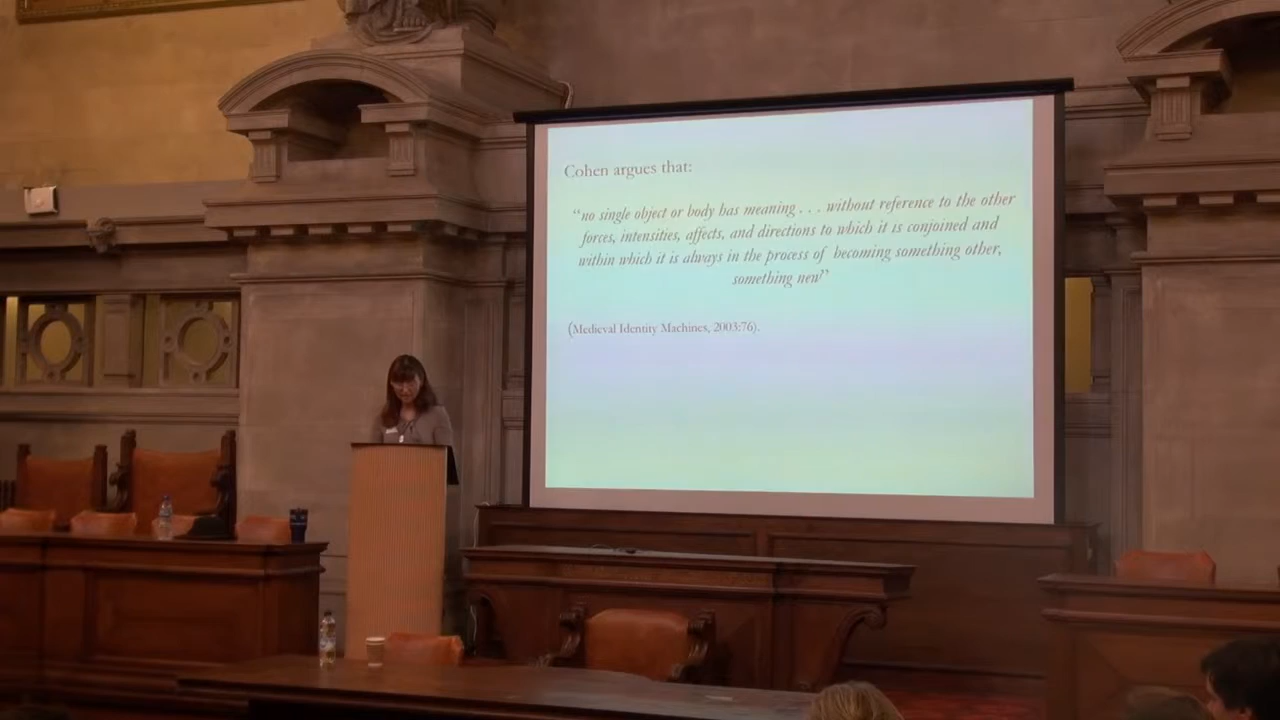 Cohen argues that:
“no single object or body has meaning . . . without reference to the other
forces, intensities, affects, and directions to which it is conjoined and
within which it is always in the process of becoming something other,
something new”
(Medieval Identity Machines, 2003:76).